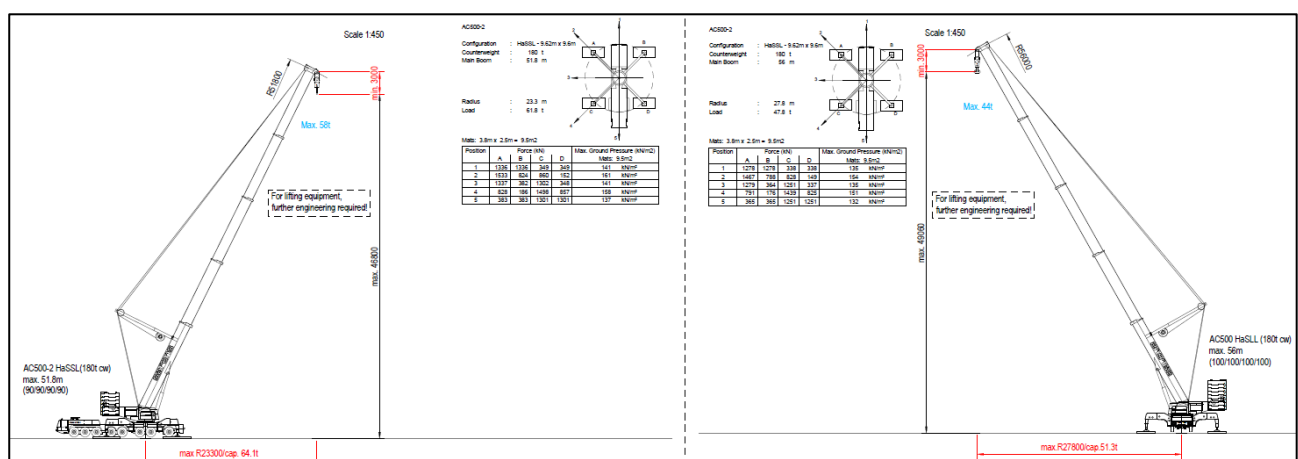 Scale 1:450
R51800
min. 3000
Max. 58t
For lifting equipment,
further engineering required!
max. 46800
AC500-2 HaSSL(180t cw)
max. 51.8m
(90/90/90/90)
max.R23300/cap. 64.1t
AC500-2
Configuration : HaSSL - 9.62m x 9.6m
Counterweight : 180 t
Main Boom : 51.8 m
Radius : 23.3 m
Load : 61.8 t
Mats: 3.8m x 2.5m = 9.5m2
Position Force (kN) Max. Ground Pressure (kN/m2)
A B C D Mats: 9.5m2
1 1336 1336 349 349 141 kN/m²
2 1533 824 860 152 161 kN/m²
3 1337 382 1302 348 141 kN/m²
4 828 186 1498 857 158 kN/m²
5 383 383 1301 1301 137 kN/m²
AC500-2
Configuration : HaSSL - 9.62m x 9.6m
Counterweight : 180 t
Main Boom : 56 m
Radius : 27.8 m
Load : 47.8 t
Mats: 3.8m x 2.5m = 9.5m2
Position Force (kN) Max. Ground Pressure (kN/m2)
A B C D Mats: 9.5m2
1 1278 1278 338 338 135 kN/m²
2 1467 788 828 149 154 kN/m²
3 1279 364 1251 337 135 kN/m²
4 791 176 1439 825 151 kN/m²
5 365 365 1251 1251 132 kN/m²
Scale 1:450
min. 3000
R56000
Max. 44t
For lifting equipment,
further engineering required!
max. 49060
AC500 HaSLL (180t cw)
max. 56m
(100/100/100/100)
max.R27800/cap.51.3t